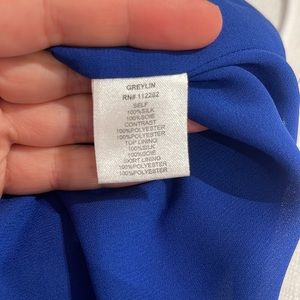 GREYLIN
RN# 112282
SELF
100%SILK
100%SOIE
CONTRAST
100%POLYESTER
100%POLYESTER
TOP LINING
100%SILK
100%SOIE
SKIRT LINING
100%POLYESTER
100%POLYESTER